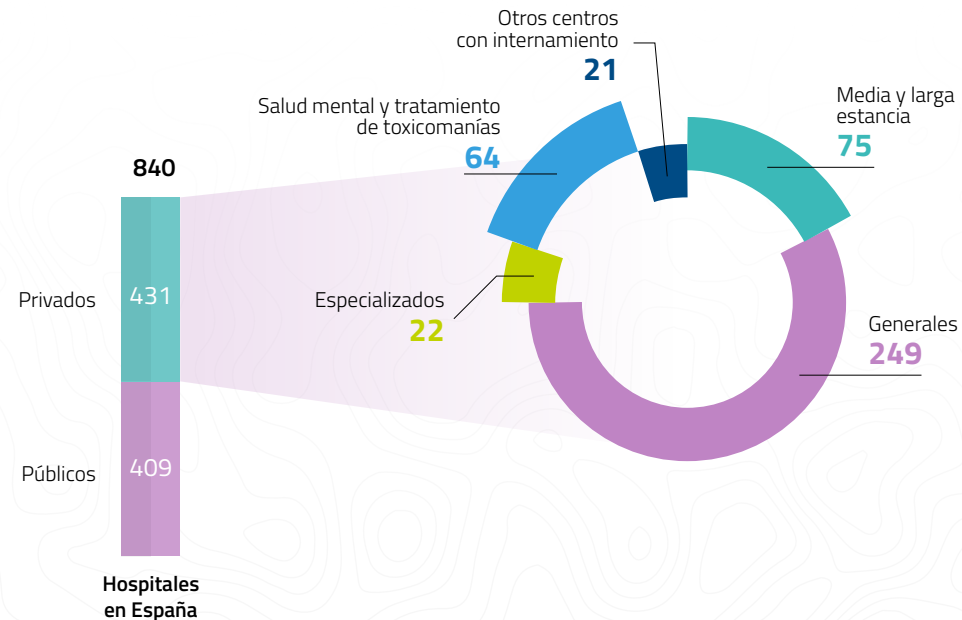 840
Privados
431
Públicos
409
Hospitales
en España
Otros centros
con internamiento
21
Salud mental y tratamiento
de toxicomanías
64
Media y larga
estancia
75
Especializados
22
Generales
249